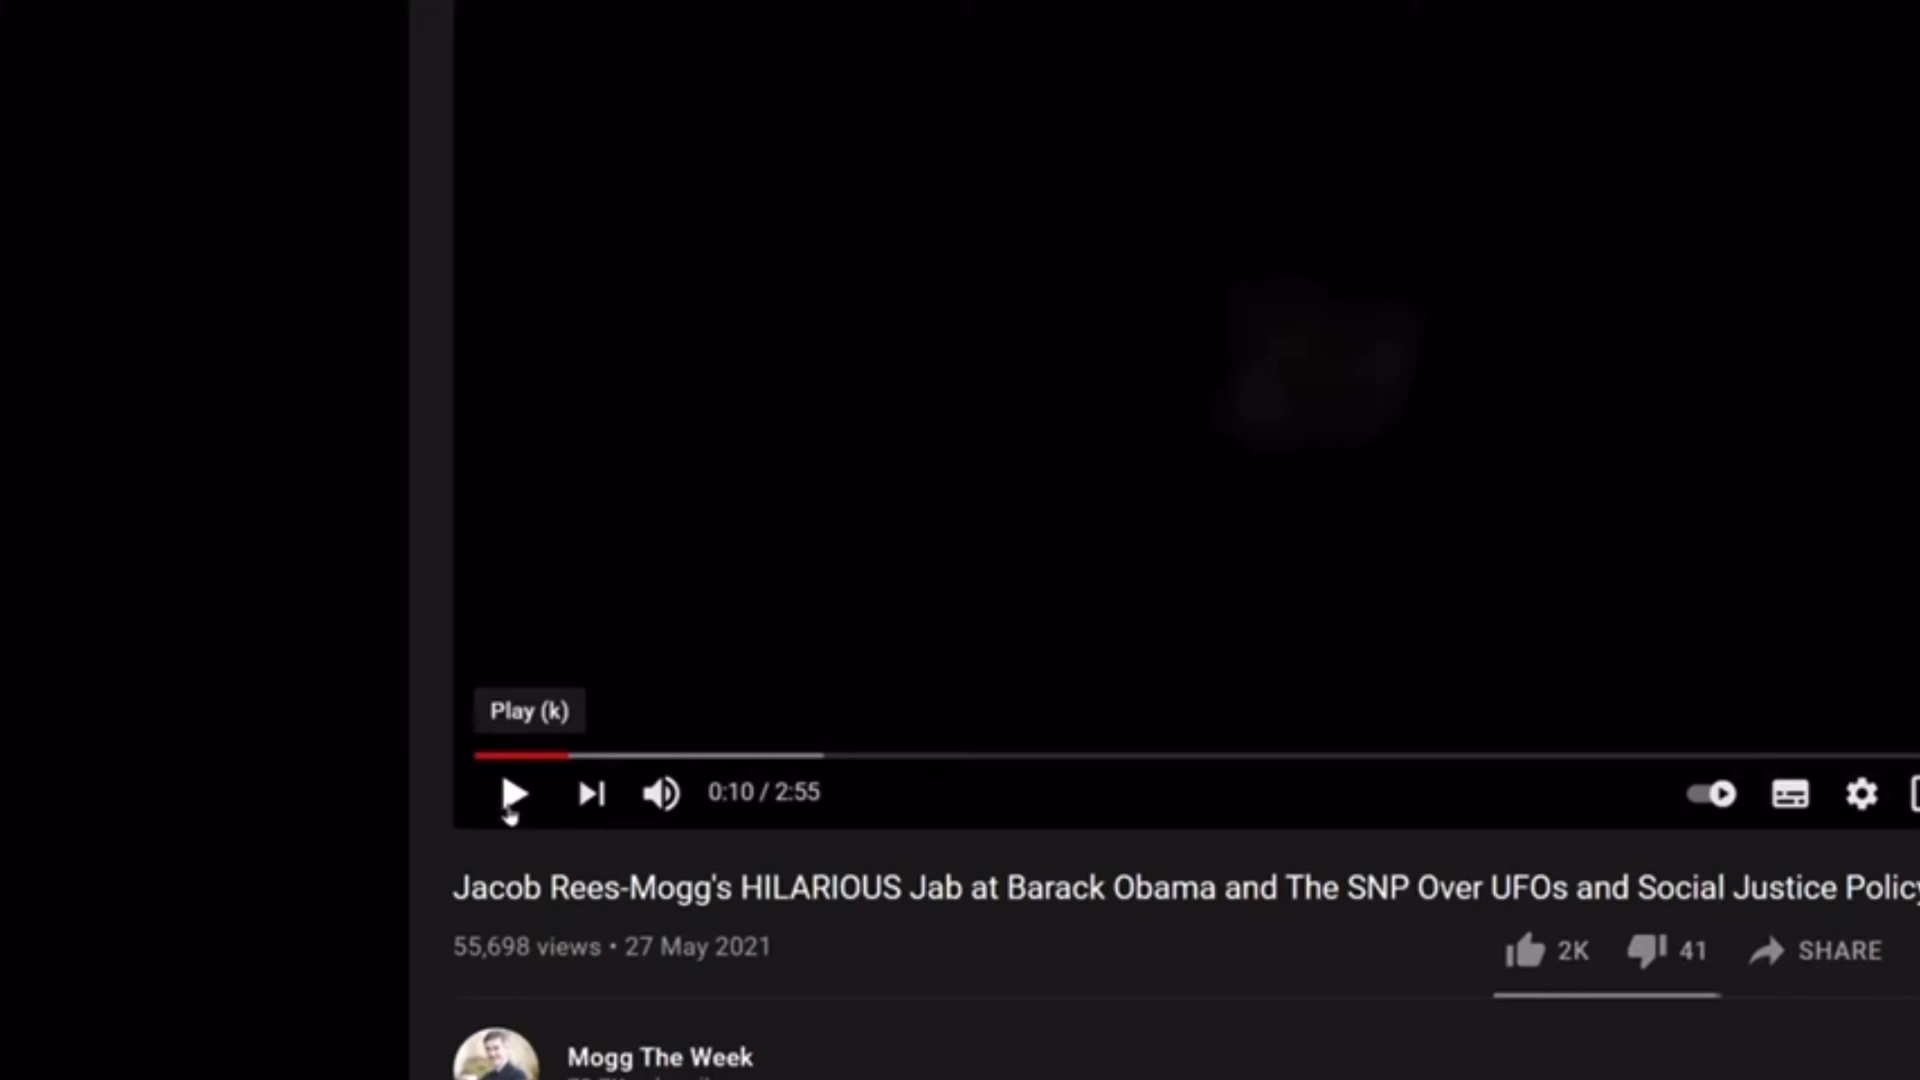 Play (k)
0:10 / 2:55
Jacob Rees-Mogg's HILARIOUS Jab at Barack Obama and The SNP Over UFOs and Social Justice Policy
55,698 views • 27 May 2021
2K 41 SHARE
Mogg The Week